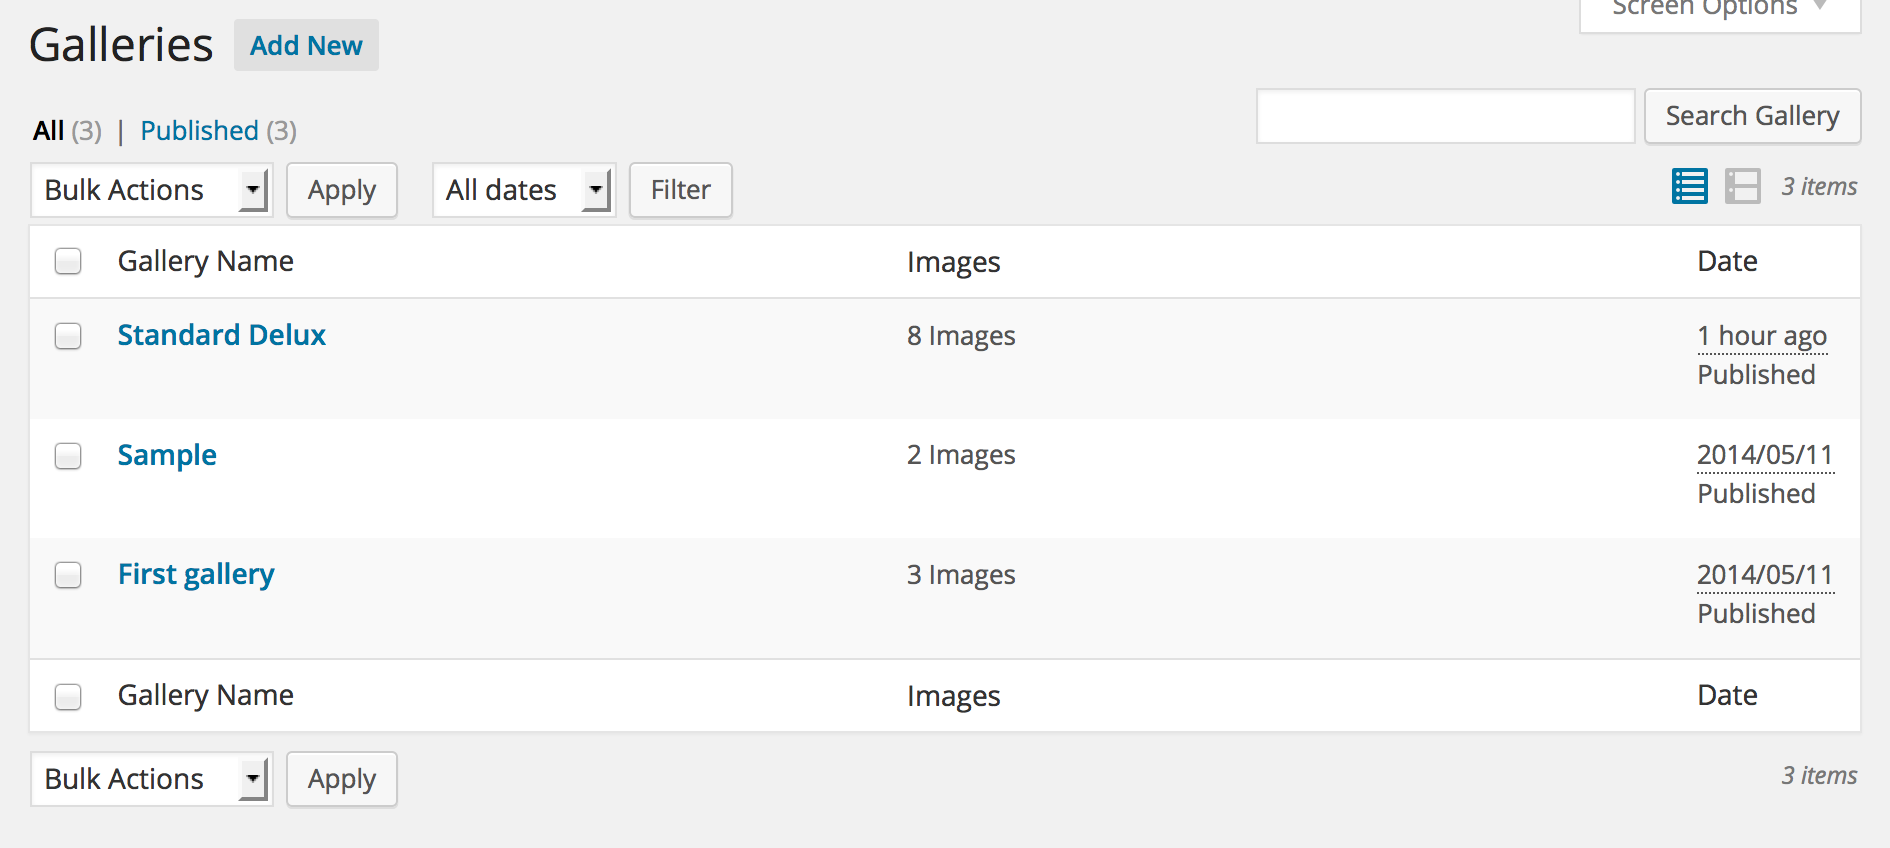 Screen Options
Galleries Add New
All (3) | Published (3)
Search Gallery
Bulk Actions Apply All dates Filter 3 items
Gallery Name Images Date
Standard Delux 8 Images 1 hour ago
Published
Sample 2 Images 2014/05/11
Published
First gallery 3 Images 2014/05/11
Published
Gallery Name Images Date
Bulk Actions Apply 3 items